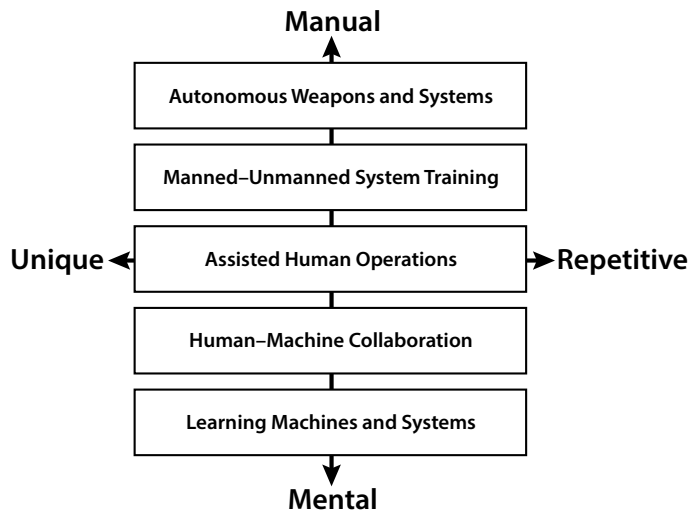 Manual
Autonomous Weapons and Systems
Manned–Unmanned System Training
Unique
Assisted Human Operations
Repetitive
Human–Machine Collaboration
Learning Machines and Systems
Mental